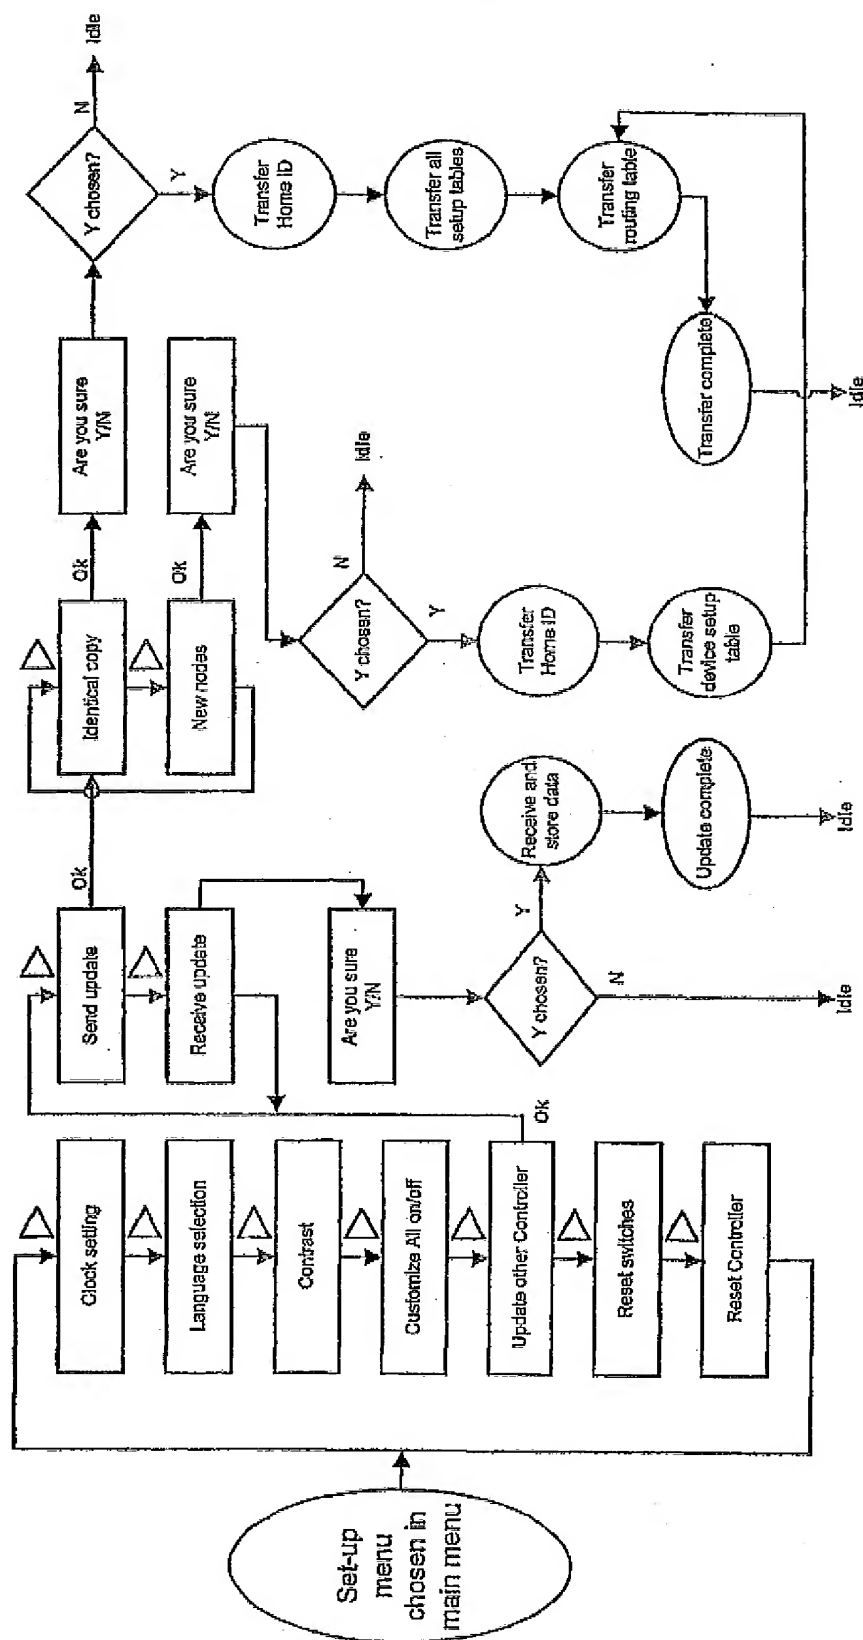 Set-up
menu
chosen in
main menu
Clock setting
Language selection
Contrast
Customize All on/off
Update other Controller
Reset switches
Reset Controller
Ok
Send update
Receive update
Are you sure
Y/N
Y chosen?
N
Idle
Y
Receive and
store data
Update complete
Idle
Ok
Identical copy
New nodes
Ok
Are you sure
Y/N
Y chosen?
N
Idle
Y
Transfer
Home ID
Transfer all
setup tables
Transfer
routing table
Transfer complete
Idle
Ok
Are you sure
Y/N
Y chosen?
N
Idle
Y
Transfer
Home ID
Transfer
device setup
table